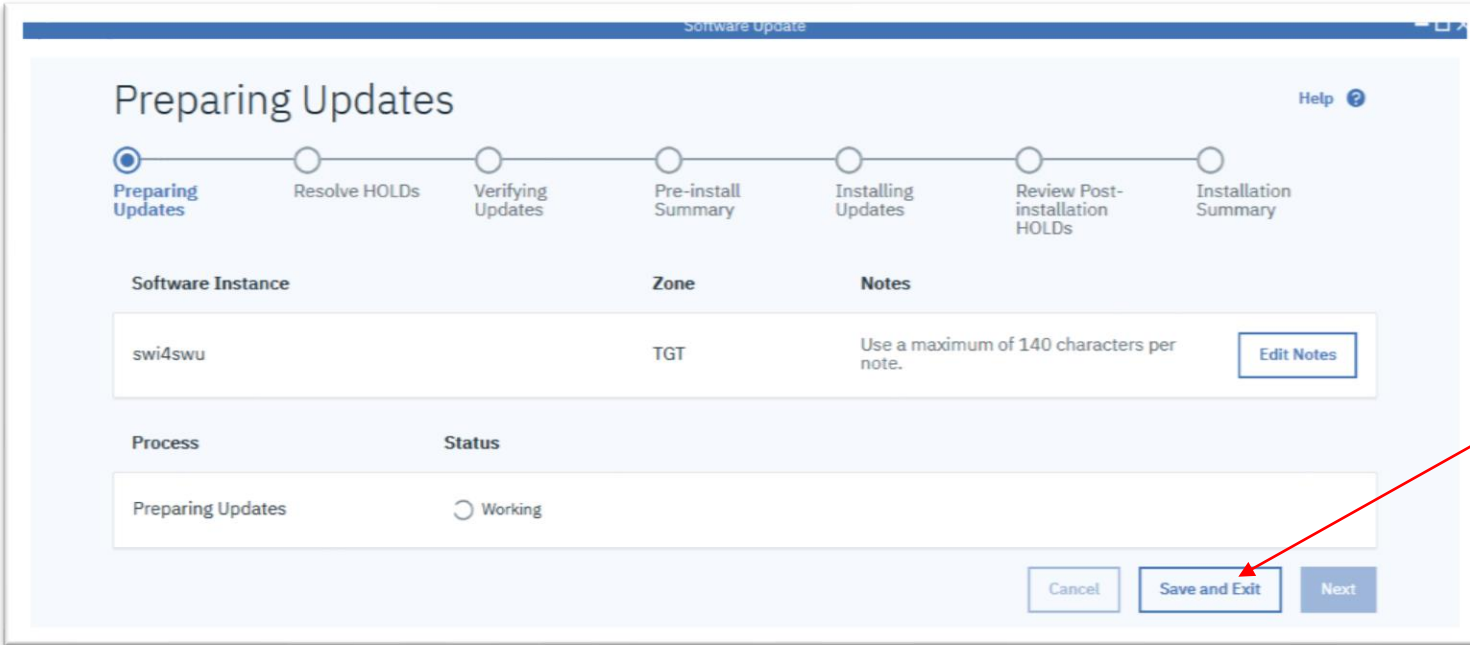 Software Update
Preparing Updates
Help
Preparing
Updates
Resolve HOLDs
Verifying
Updates
Pre-install
Summary
Installing
Updates
Review Post-
installation
HOLDs
Installation
Summary
Software Instance Zone Notes
swi4swu TGT Use a maximum of 140 characters per
note.
Edit Notes
Process Status
Preparing Updates Working
Cancel Save and Exit Next